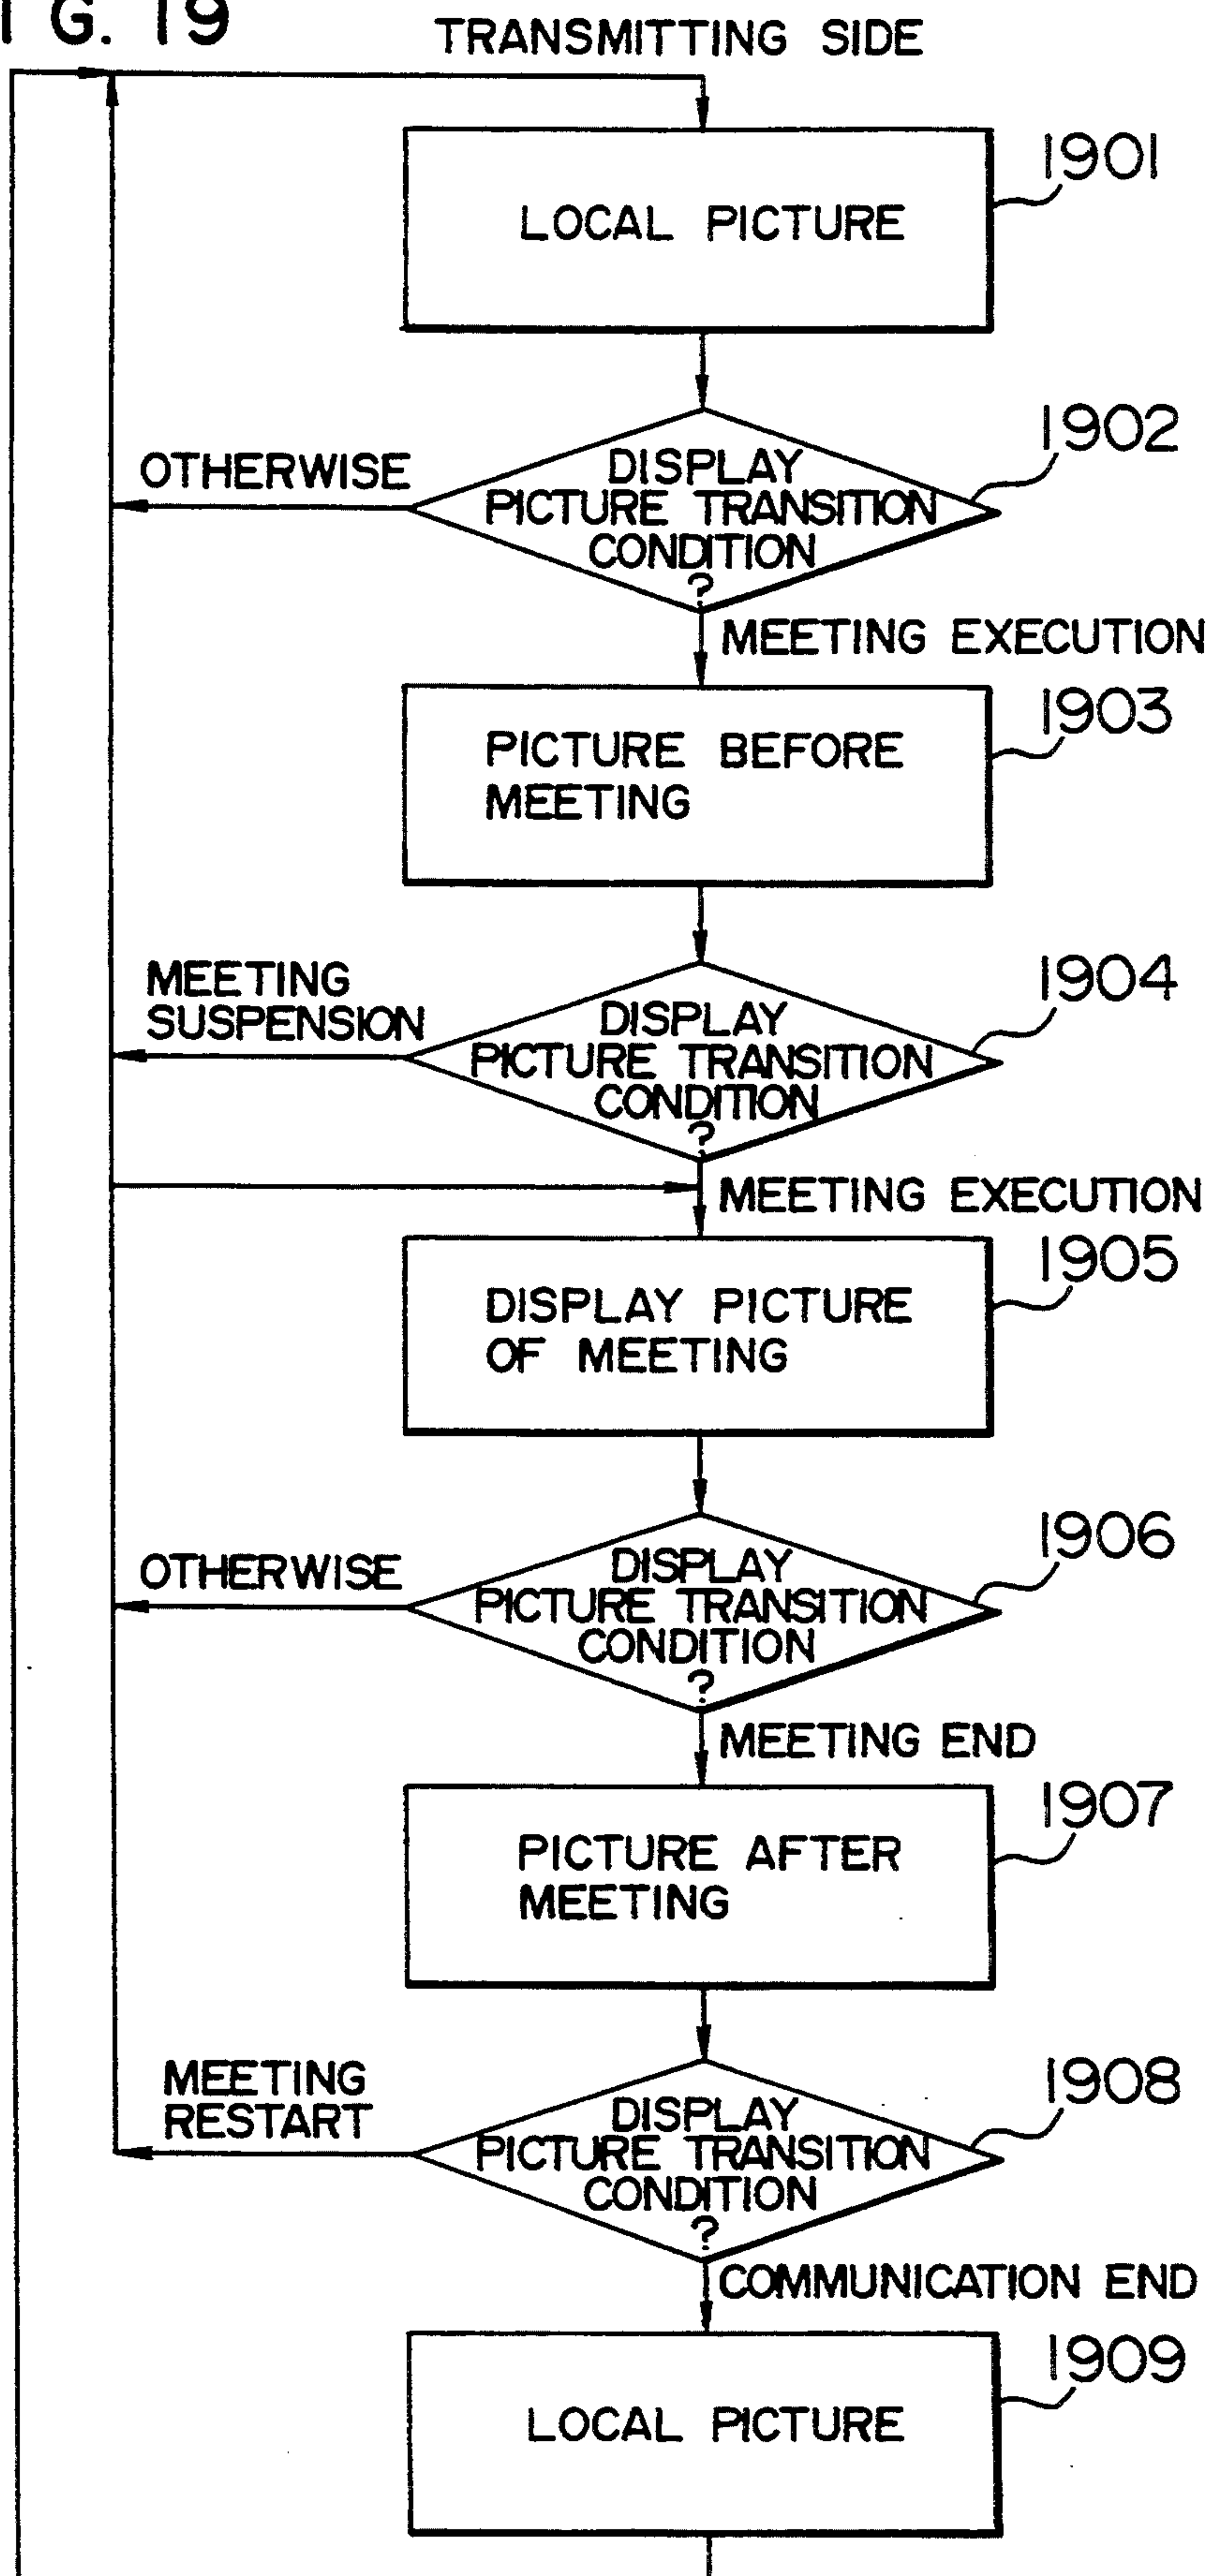 IG. 19
TRANSMITTING SIDE
LOCAL PICTURE
1901
DISPLAY
PICTURE TRANSITION
CONDITION
?
1902
OTHERWISE
MEETING EXECUTION
PICTURE BEFORE
MEETING
1903
DISPLAY
PICTURE TRANSITION
CONDITION
?
1904
MEETING
SUSPENSION
MEETING EXECUTION
DISPLAY PICTURE
OF MEETING
1905
DISPLAY
PICTURE TRANSITION
CONDITION
?
1906
OTHERWISE
MEETING END
PICTURE AFTER
MEETING
1907
DISPLAY
PICTURE TRANSITION
CONDITION
?
1908
MEETING
RESTART
COMMUNICATION END
LOCAL PICTURE
1909